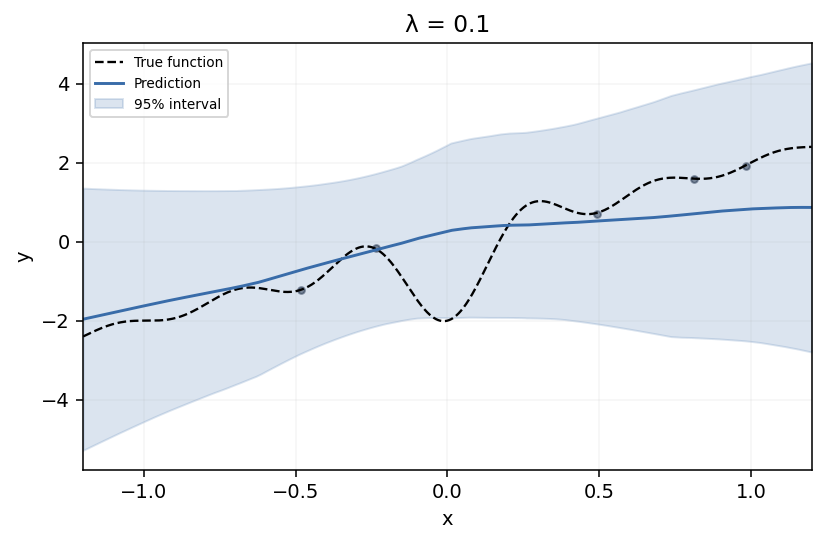 λ = 0.1
True function
Prediction
95% interval
4
2
0
−2
−4
y
−1.0 −0.5 0.0 0.5 1.0
x